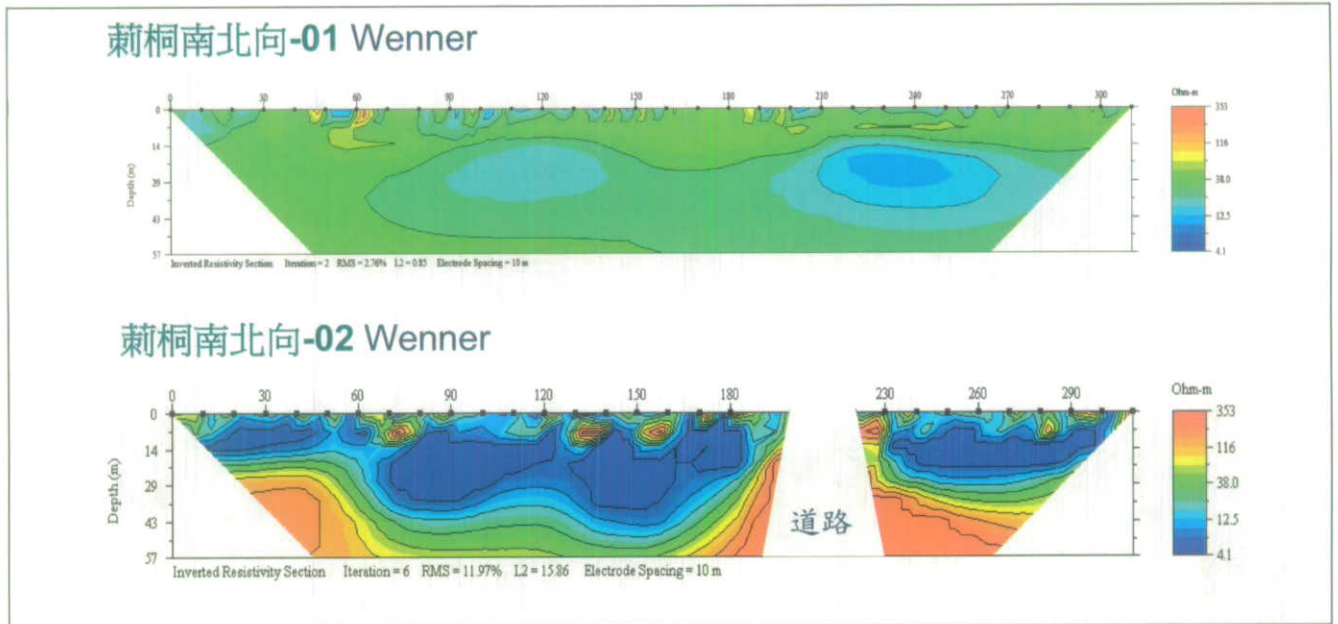 莿桐南北向-01 Wenner
0 30 60 90 120 150 180 210 240 270 300
Ohm-m
0
14
29
43
57
Depth (m)
353
116
38.0
12.5
4.1
Inverted Resistivity Section Iteration = 2 RMS = 2.76% L2 = 0.85 Electrode Spacing = 10 m
莿桐南北向-02 Wenner
0 30 60 90 120 150 180 230 260 290
Ohm-m
0
14
29
43
57
Depth (m)
353
116
38.0
12.5
4.1
道路
Inverted Resistivity Section Iteration = 6 RMS = 11.97% L2 = 15.86 Electrode Spacing = 10 m